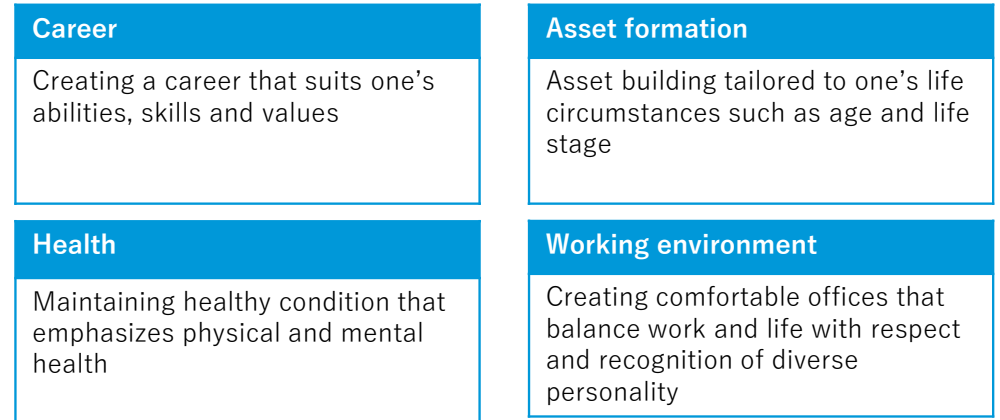 Career
Creating a career that suits one’s
abilities, skills and values
Asset formation
Asset building tailored to one’s life
circumstances such as age and life
stage
Health
Maintaining healthy condition that
emphasizes physical and mental
health
Working environment
Creating comfortable offices that
balance work and life with respect
and recognition of diverse
personality